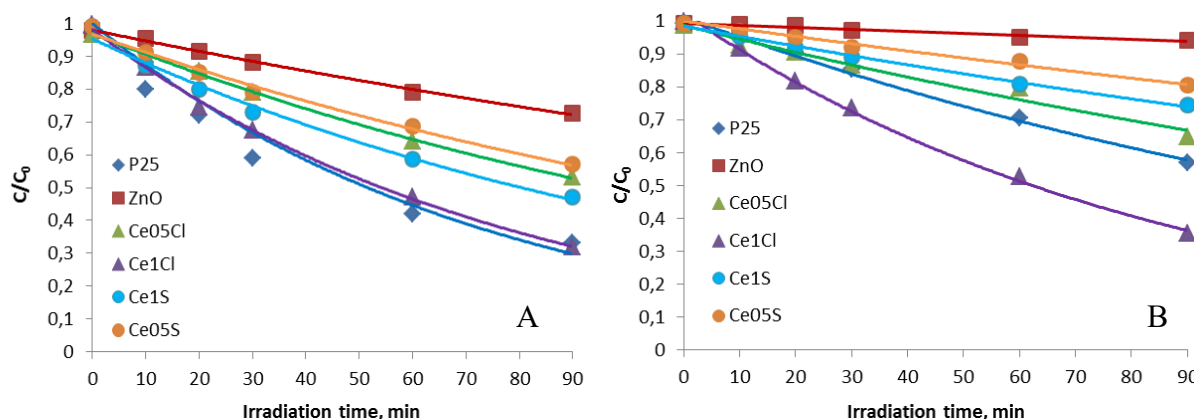 1
0,9
0,8
0,7
0,6
0,5
0,4
0,3
0,2
0,1
0
C/C0
P25
ZnO
Ce05Cl
Ce1Cl
Ce1S
Ce05S
A
0 10 20 30 40 50 60 70 80 90
Irradiation time, min
1
0,9
0,8
0,7
0,6
0,5
0,4
0,3
0,2
0,1
0
C/C0
P25
ZnO
Ce05Cl
Ce1Cl
Ce1S
Ce05S
B
0 10 20 30 40 50 60 70 80 90
Irradiation time, min